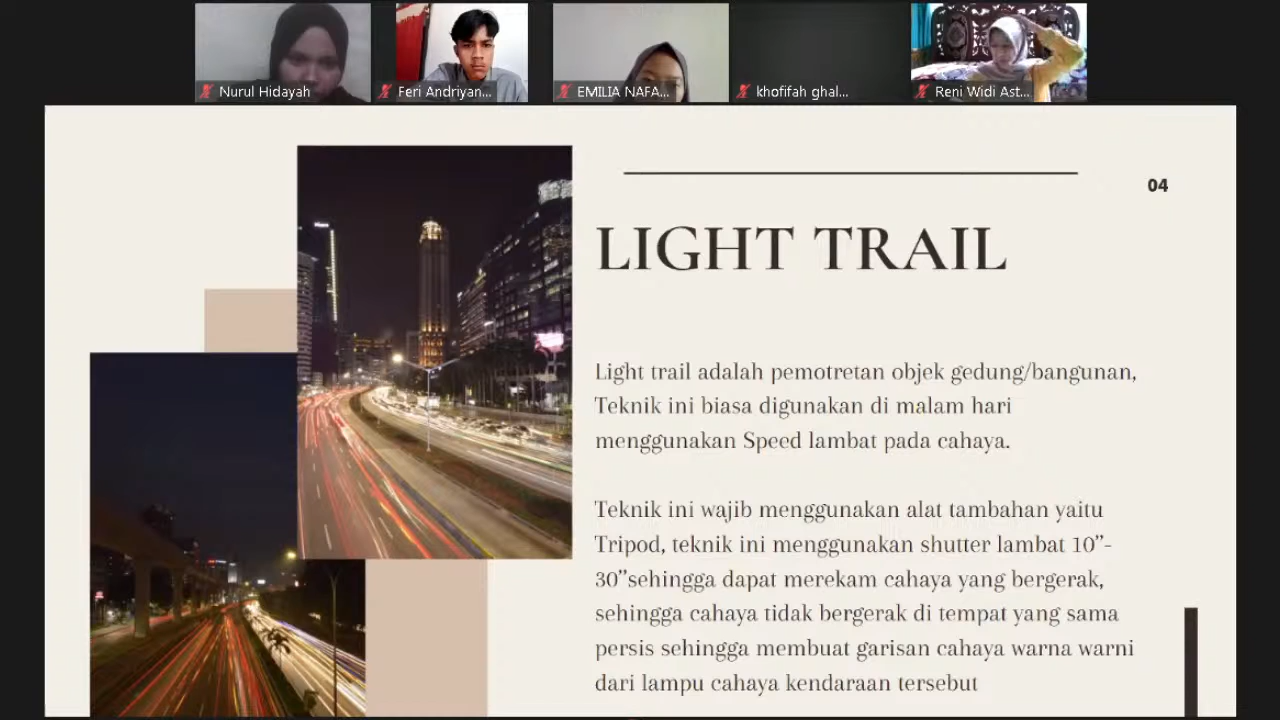 Nurul Hidayah
Feri Andriyan...
EMILIA NAFA...
khofifah ghal...
Reni Widi Ast...
04
LIGHT TRAIL
Light trail adalah pemotretan objek gedung/bangunan,
Teknik ini biasa digunakan di malam hari
menggunakan Speed lambat pada cahaya.
Teknik ini wajib menggunakan alat tambahan yaitu
Tripod, teknik ini menggunakan shutter lambat 10”-
30”sehingga dapat merekam cahaya yang bergerak,
sehingga cahaya tidak bergerak di tempat yang sama
persis sehingga membuat garisan cahaya warna warni
dari lampu cahaya kendaraan tersebut